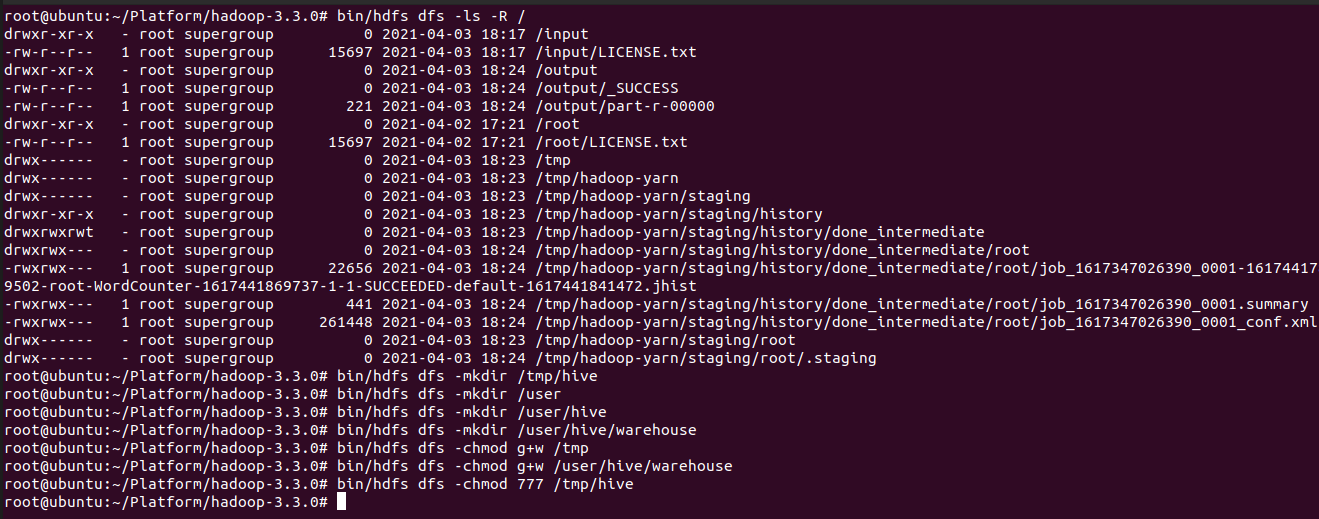 root@ubuntu:~/Platform/hadoop-3.3.0# bin/hdfs dfs -ls -R /
drwxr-xr-x   - root supergroup          0 2021-04-03 18:17 /input
-rw-r--r--   1 root supergroup      15697 2021-04-03 18:17 /input/LICENSE.txt
drwxr-xr-x   - root supergroup          0 2021-04-03 18:24 /output
-rw-r--r--   1 root supergroup          0 2021-04-03 18:24 /output/_SUCCESS
-rw-r--r--   1 root supergroup        221 2021-04-03 18:24 /output/part-r-00000
drwxr-xr-x   - root supergroup          0 2021-04-02 17:21 /root
-rw-r--r--   1 root supergroup      15697 2021-04-02 17:21 /root/LICENSE.txt
drwx------   - root supergroup          0 2021-04-03 18:23 /tmp
drwx------   - root supergroup          0 2021-04-03 18:23 /tmp/hadoop-yarn
drwx------   - root supergroup          0 2021-04-03 18:23 /tmp/hadoop-yarn/staging
drwxr-xr-x   - root supergroup          0 2021-04-03 18:23 /tmp/hadoop-yarn/staging/history
drwxrwxrwt   - root supergroup          0 2021-04-03 18:23 /tmp/hadoop-yarn/staging/history/done_intermediate
drwxrwx---   - root supergroup          0 2021-04-03 18:24 /tmp/hadoop-yarn/staging/history/done_intermediate/root
-rwxrwx---   1 root supergroup      22656 2021-04-03 18:24 /tmp/hadoop-yarn/staging/history/done_intermediate/root/job_1617347026390_0001-16174417
9502-root-WordCounter-1617441869737-1-1-SUCCEEDED-default-1617441841472.jhist
-rwxrwx---   1 root supergroup        441 2021-04-03 18:24 /tmp/hadoop-yarn/staging/history/done_intermediate/root/job_1617347026390_0001.summary
-rwxrwx---   1 root supergroup     261448 2021-04-03 18:24 /tmp/hadoop-yarn/staging/history/done_intermediate/root/job_1617347026390_0001_conf.xml
drwx------   - root supergroup          0 2021-04-03 18:23 /tmp/hadoop-yarn/staging/root
drwx------   - root supergroup          0 2021-04-03 18:24 /tmp/hadoop-yarn/staging/root/.staging
root@ubuntu:~/Platform/hadoop-3.3.0# bin/hdfs dfs -mkdir /tmp/hive
root@ubuntu:~/Platform/hadoop-3.3.0# bin/hdfs dfs -mkdir /user
root@ubuntu:~/Platform/hadoop-3.3.0# bin/hdfs dfs -mkdir /user/hive
root@ubuntu:~/Platform/hadoop-3.3.0# bin/hdfs dfs -mkdir /user/hive/warehouse
root@ubuntu:~/Platform/hadoop-3.3.0# bin/hdfs dfs -chmod g+w /tmp
root@ubuntu:~/Platform/hadoop-3.3.0# bin/hdfs dfs -chmod g+w /user/hive/warehouse
root@ubuntu:~/Platform/hadoop-3.3.0# bin/hdfs dfs -chmod 777 /tmp/hive
root@ubuntu:~/Platform/hadoop-3.3.0#